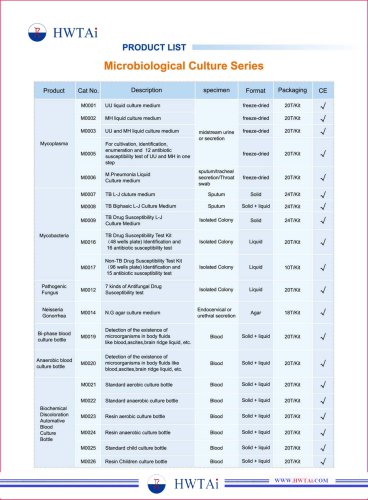 HWTAi
PRODUCT LIST
Microbiological Culture Series
Product Cat No. Description specimen Format Packaging CE
Mycoplasma
M0001 UU liquid culture medium freeze-dried 20T/Kit √
M0002 MH liquid culture medium freeze-dried 20T/Kit √
M0003 UU and MH liquid culture medium freeze-dried 20T/Kit √
midstream urine
or secretion
M0005 For cultivation, identification,
enumeration and 12 antibiotic
susceptibility test of UU and MH in one
step
freeze-dried 20T/Kit √
M0006 M.Pneumonia Liquid
Culture medium
sputum/tracheal
secretion/Throat
swab
freeze-dried 20T/Kit √
Mycobacteria
M0007 TB L-J cluture medium Sputum Solid 24T/Kit √
M0008 TB Biphasic L-J Culture Medium Sputum Solid + liquid 20T/Kit √
M0009 TB Drug Susceptibility L-J
Culture Medium
Isolated Colony Solid 24T/Kit √
M0016 TB Drug Susceptibility Test Kit
(48 wells plate) Identification and
16 antibiotic susceptibility test
Isolated Colony Liquid 20T/Kit √
M0017 Non-TB Drug Susceptibility Test Kit
(96 wells plate) Identification and
15 antibiotic susceptibility test
Isolated Colony Liquid 10T/Kit √
Pathogenic
Fungus
M0012 7 kinds of Antifungal Drug
Susceptibility test
Isolated Colony Liquid 20T/Kit √
Neisseria
Gonorrhea
M0014 N.G agar culture medium Endocervical or
urethral secretion
Agar 18T/Kit √
Bi-phase blood
culture bottle
M0019 Detection of the existence of
microorganisms in body fluids
like blood,ascites,brain ridge liquid, etc.
Blood Solid + liquid 20T/Kit √
Anaerobic blood
culture bottle
M0020 Detection of the existence of
microorganisms in body fluids like
blood,ascites,brain ridge liquid, etc.
Blood Solid + liquid 20T/Kit √
Biochemical
Discoloration
Automative
Blood
Culture
Bottle
M0021 Standard aerobic culture bottle Blood Solid + liquid 20T/Kit √
M0022 Standard anaerobic culture bottle Blood Solid + liquid 20T/Kit √
M0023 Resin aerobic culture bottle Blood Solid + liquid 20T/Kit √
M0024 Resin anaerobic culture bottle Blood Solid + liquid 20T/Kit √
M0025 Standard child culture bottle Blood Solid + liquid 20T/Kit √
M0026 Resin Children culture bottle Blood Solid + liquid 20T/Kit √
HWTAi
WWW.HWTAI.COM